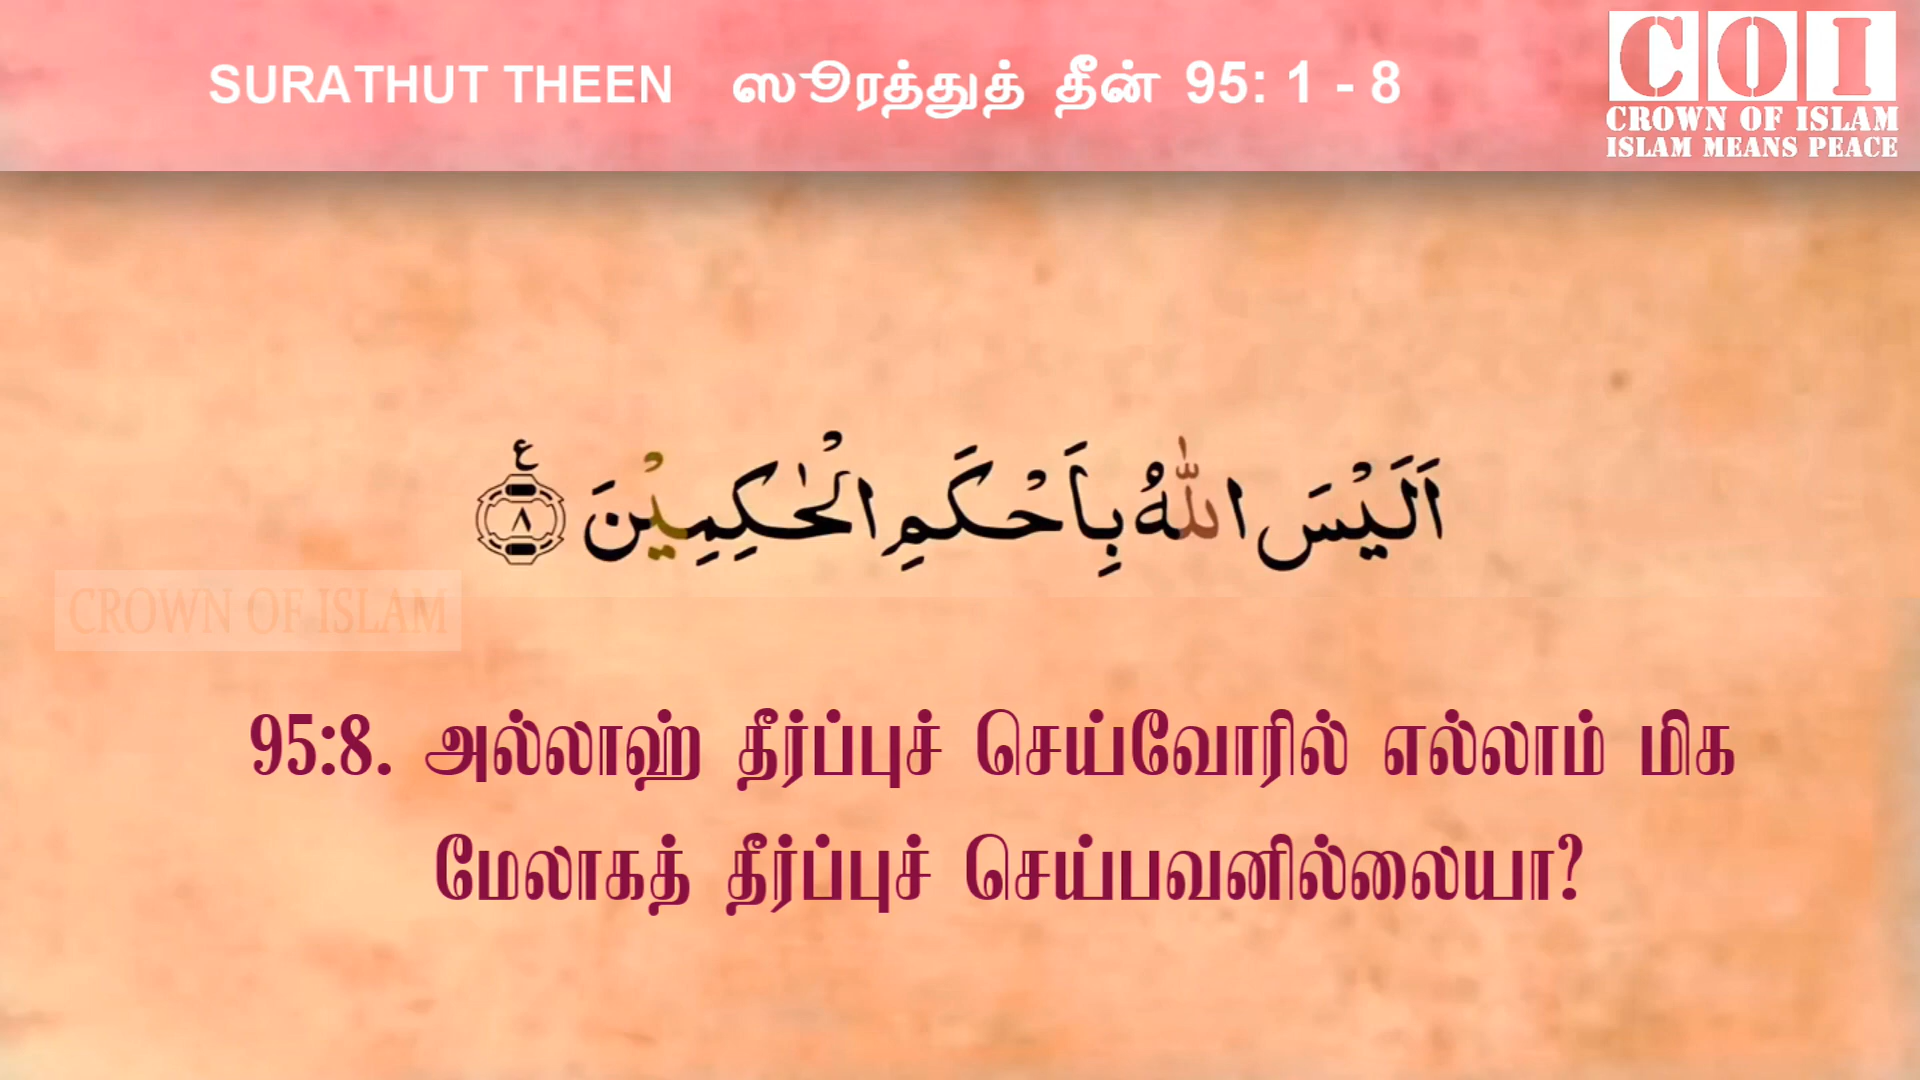 SURATHUT THEEN ஸூரத்துத் தீன் 95: 1 - 8
COI
CROWN OF ISLAM
ISLAM MEANS PEACE
اَلَيْسَ اللّٰهُ بِاَحْكَمِ الْحٰكِمِيْنَ ۸ ع
CROWN OF ISLAM
95:8. அல்லாஹ் தீர்ப்புச் செய்வோரில் எல்லாம் மிக
மேலாகத் தீர்ப்புச் செய்பவனில்லையா?